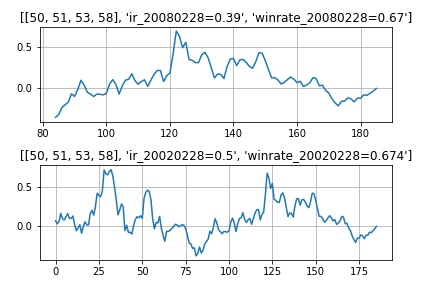 [[50, 51, 53, 58], 'ir_20080228=0.39', 'winrate_20080228=0.67']
0.5
0.0
80 100 120 140 160 180
[[50, 51, 53, 58], 'ir_20020228=0.5', 'winrate_20020228=0.674']
0.5
0.0
0 25 50 75 100 125 150 175